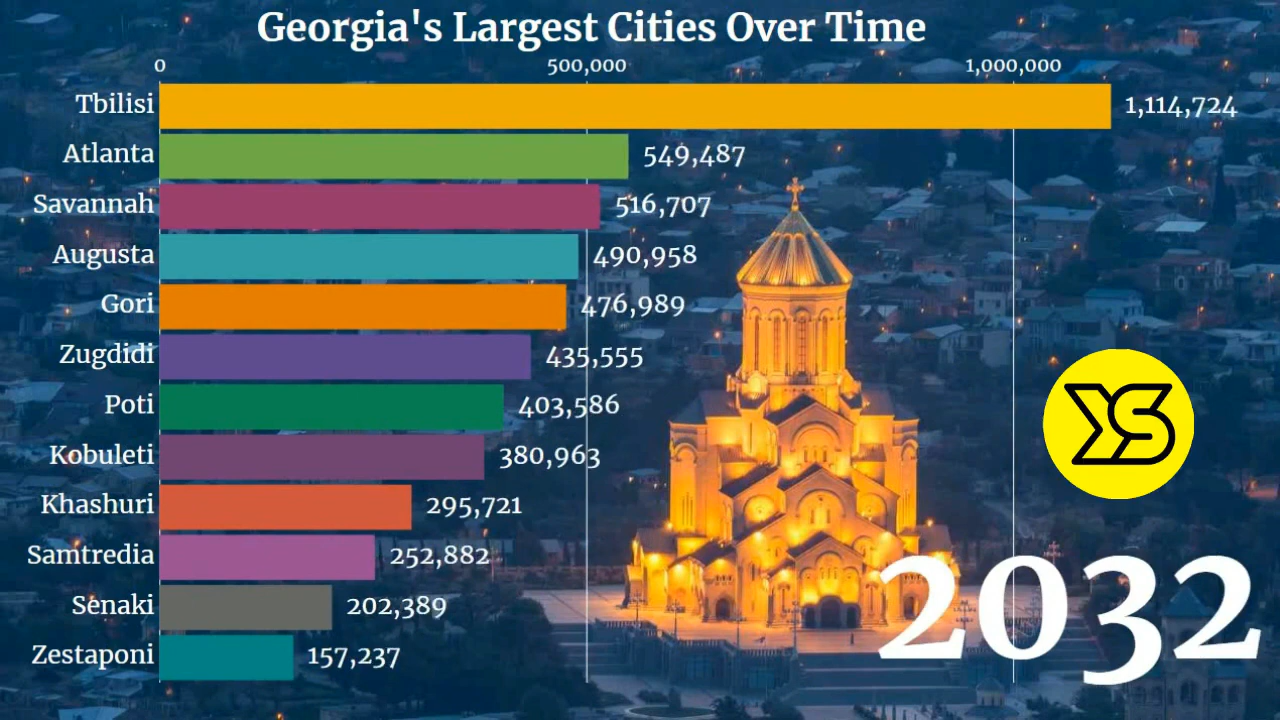 Georgia's Largest Cities Over Time
0 500,000 1,000,000
Tbilisi 1,114,724
Atlanta 549,487
Savannah 516,707
Augusta 490,958
Gori 476,989
Zugdidi 435,555
Poti 403,586
Kobuleti 380,963
Khashuri 295,721
Samtredia 252,882
Senaki 202,389
Zestaponi 157,237
XS
2032